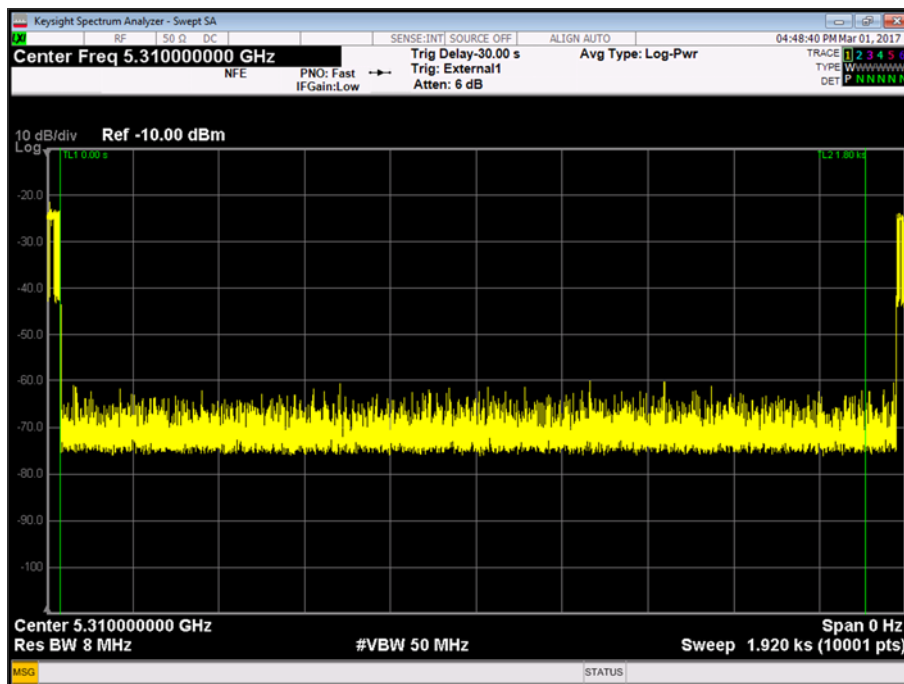 Keysight Spectrum Analyzer - Swept SA
LXI RF 50 Ω DC SENSE:INT SOURCE OFF ALIGN AUTO 04:48:40 PM Mar 01, 2017
Center Freq 5.310000000 GHz Trig Delay-30.00 s Avg Type: Log-Pwr TRACE 1 2 3 4 5 6
NFE PNO: Fast Trig: External1 TYPE WWWWWW
IFGain:Low Atten: 6 dB DET P N N N N N
10 dB/div Ref -10.00 dBm
Log
TL1 0.00 s TL2 1.80 ks
-20.0
-30.0
-40.0
-50.0
-60.0
-70.0
-80.0
-90.0
-100
Center 5.310000000 GHz Span 0 Hz
Res BW 8 MHz #VBW 50 MHz Sweep 1.920 ks (10001 pts)
MSG STATUS